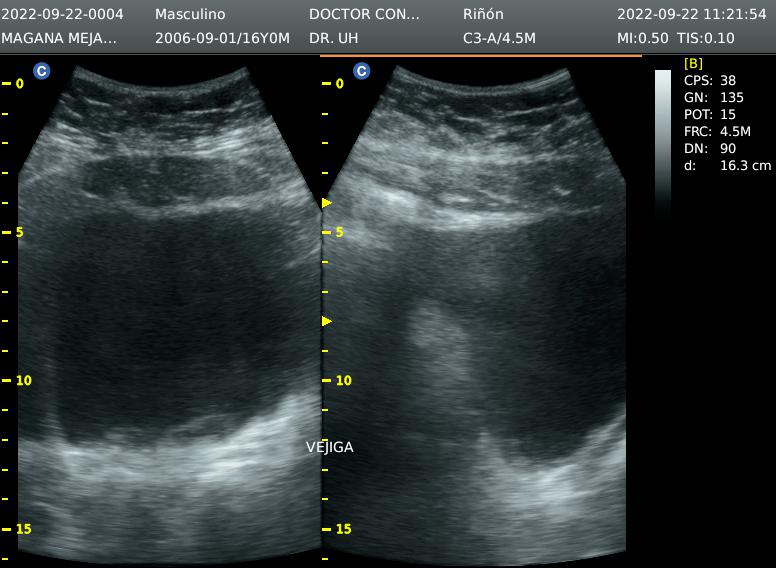 2022-09-22-0004 Masculino DOCTOR CON... Riñón 2022-09-22 11:21:54
MAGANA MEJA... 2006-09-01/16Y0M DR. UH C3-A/4.5M MI:0.50 TIS:0.10
C C [B]
0 0 CPS: 38
GN: 135
POT: 15
FRC: 4.5M
DN: 90
d: 16.3 cm
5 5
10 10
VEJIGA
15 15